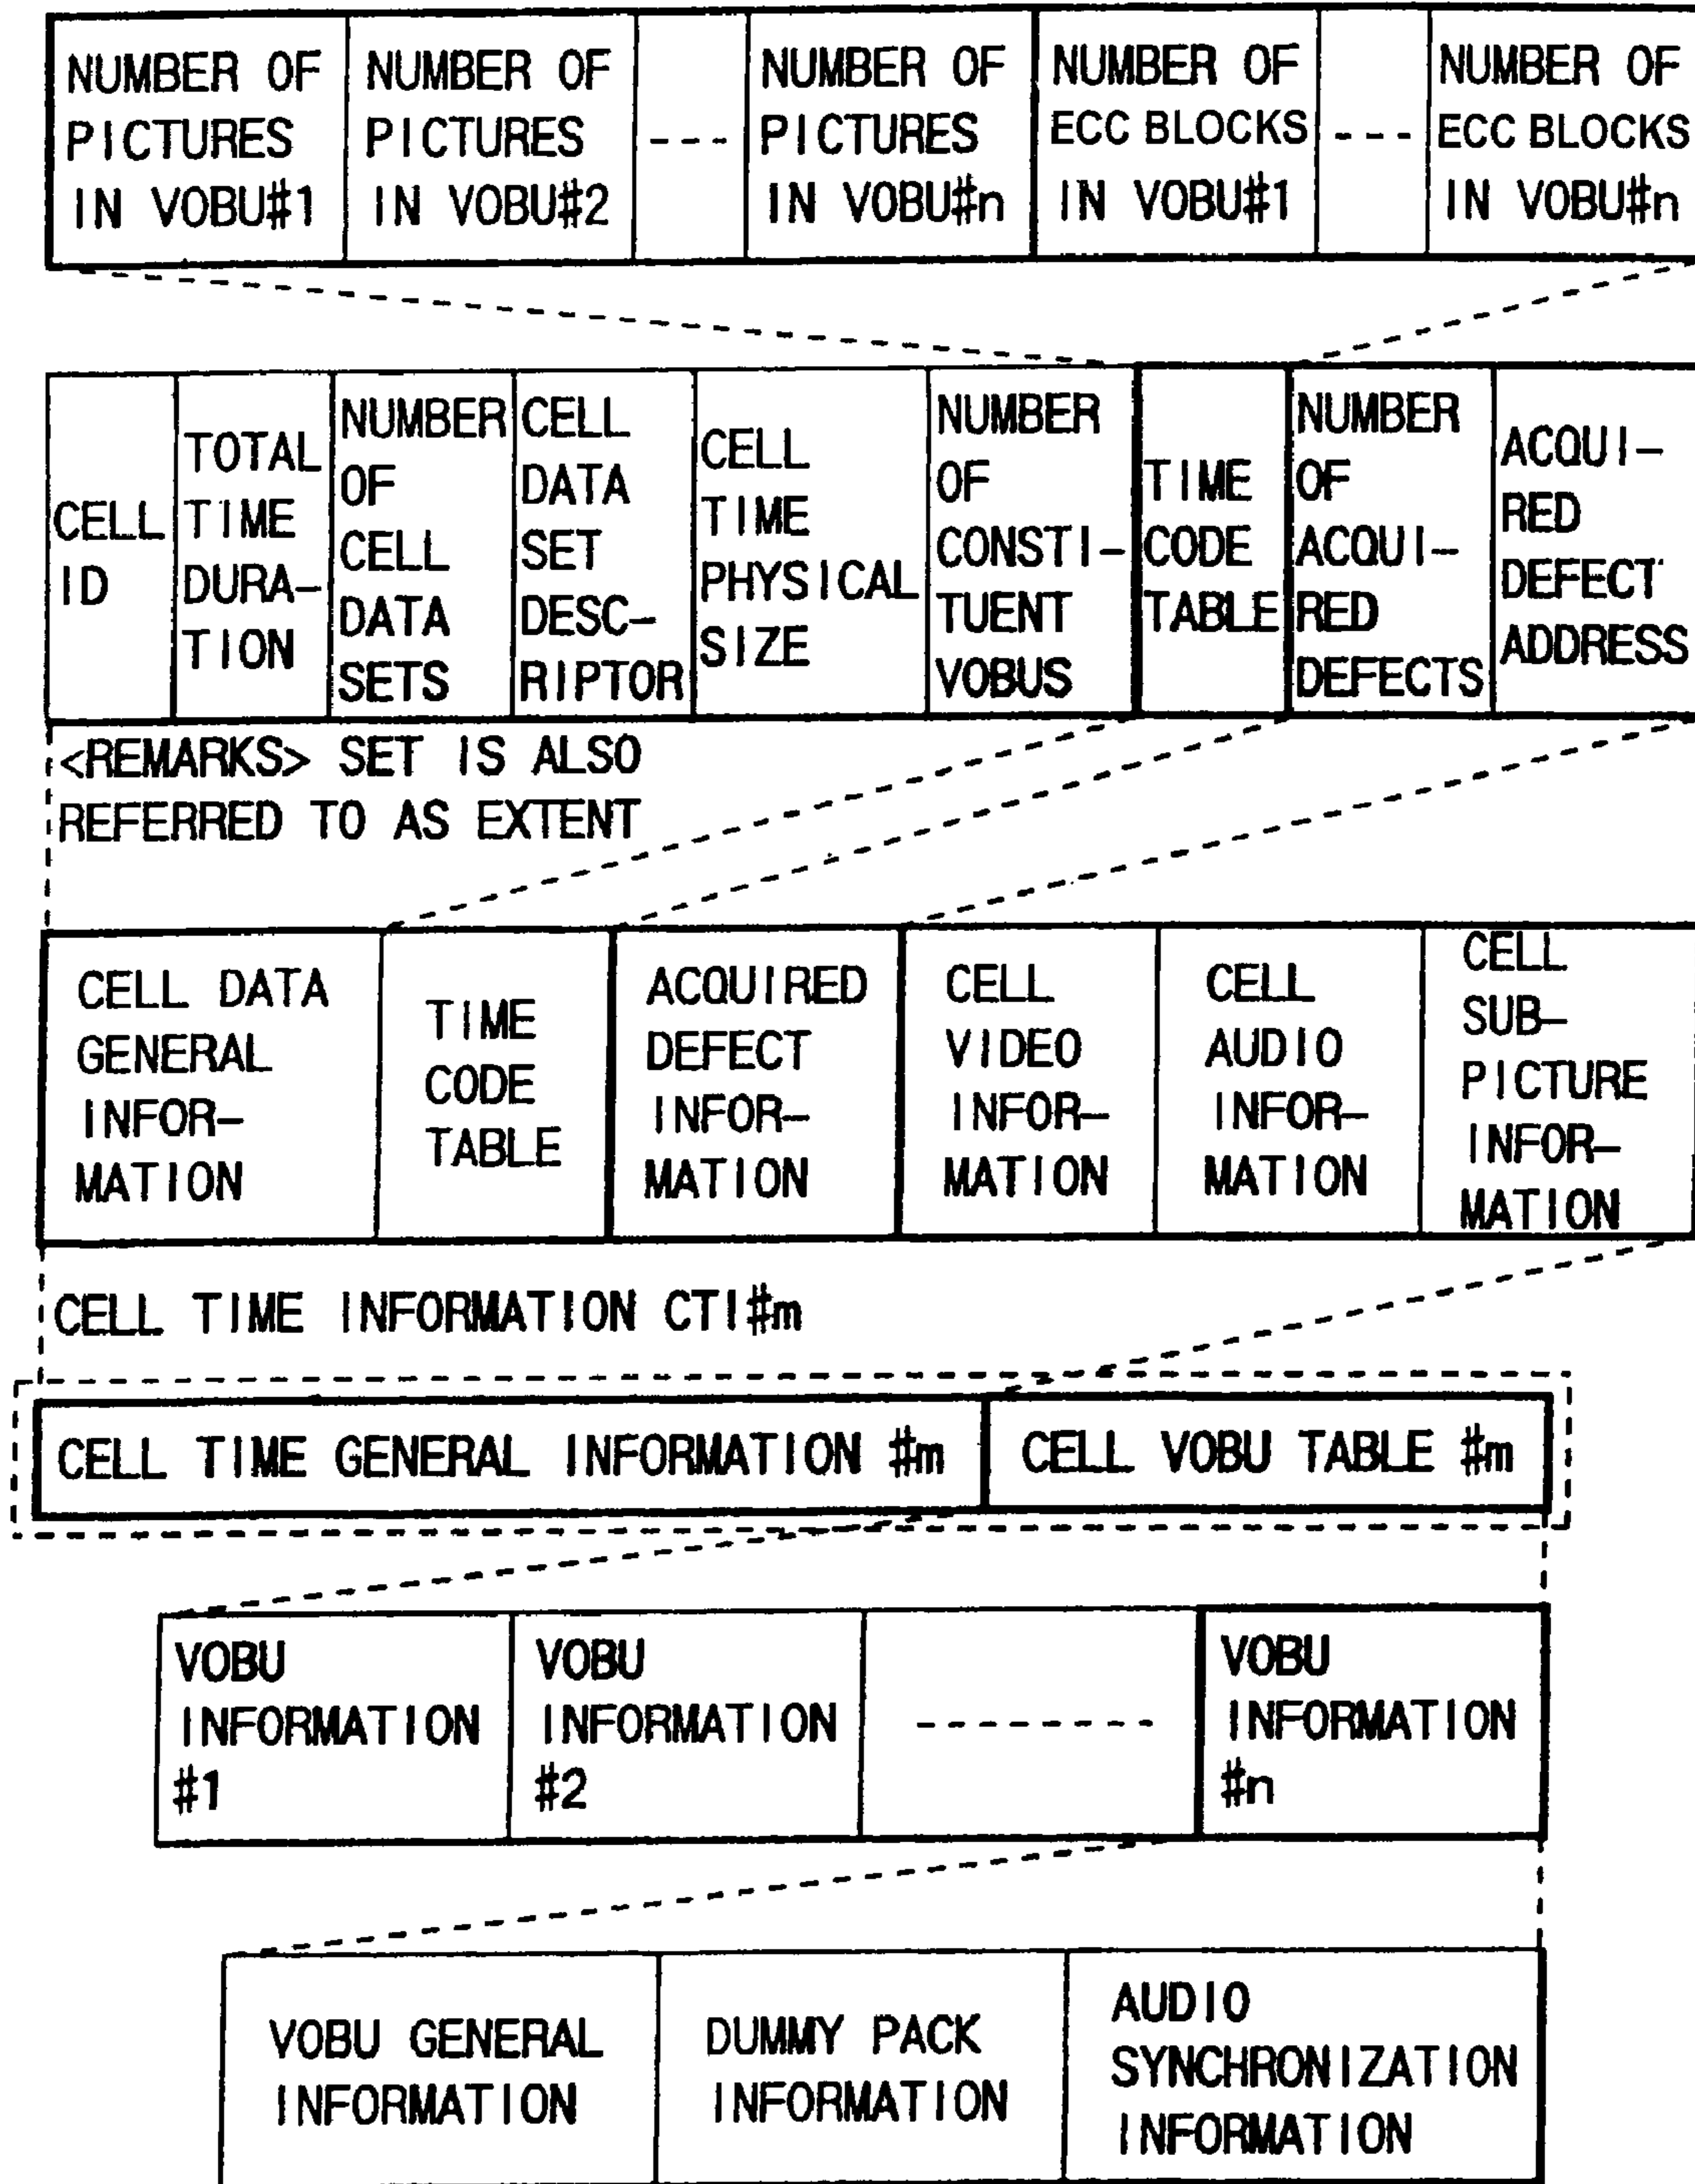 NUMBER OF
PICTURES
IN VOBU#1
NUMBER OF
PICTURES
IN VOBU#2
NUMBER OF
PICTURES
IN VOBU#n
NUMBER OF
ECC BLOCKS
IN VOBU#1
NUMBER OF
ECC BLOCKS
IN VOBU#n
CELL
ID
TOTAL
TIME
DURA-
TION
NUMBER
OF
CELL
DATA
SETS
CELL
DATA
SET
DESC-
RIPTOR
CELL
TIME
PHYSICAL
SIZE
NUMBER
OF
CONSTI-
TUENT
VOBUS
TIME
CODE
TABLE
NUMBER
OF
ACQUI-
RED
DEFECTS
ACQUI-
RED
DEFECT
ADDRESS
<REMARKS> SET IS ALSO
REFERRED TO AS EXTENT
CELL DATA
GENERAL
INFOR-
MATION
TIME
CODE
TABLE
ACQUIRED
DEFECT
INFOR-
MATION
CELL
VIDEO
INFOR-
MATION
CELL
AUDIO
INFOR-
MATION
CELL
SUB-
PICTURE
INFOR-
MATION
CELL TIME INFORMATION CTI#m
CELL TIME GENERAL INFORMATION #m
CELL VOBU TABLE #m
VOBU
INFORMATION
#1
VOBU
INFORMATION
#2
VOBU
INFORMATION
#n
VOBU GENERAL
INFORMATION
DUMMY PACK
INFORMATION
AUDIO
SYNCHRONIZATION
INFORMATION